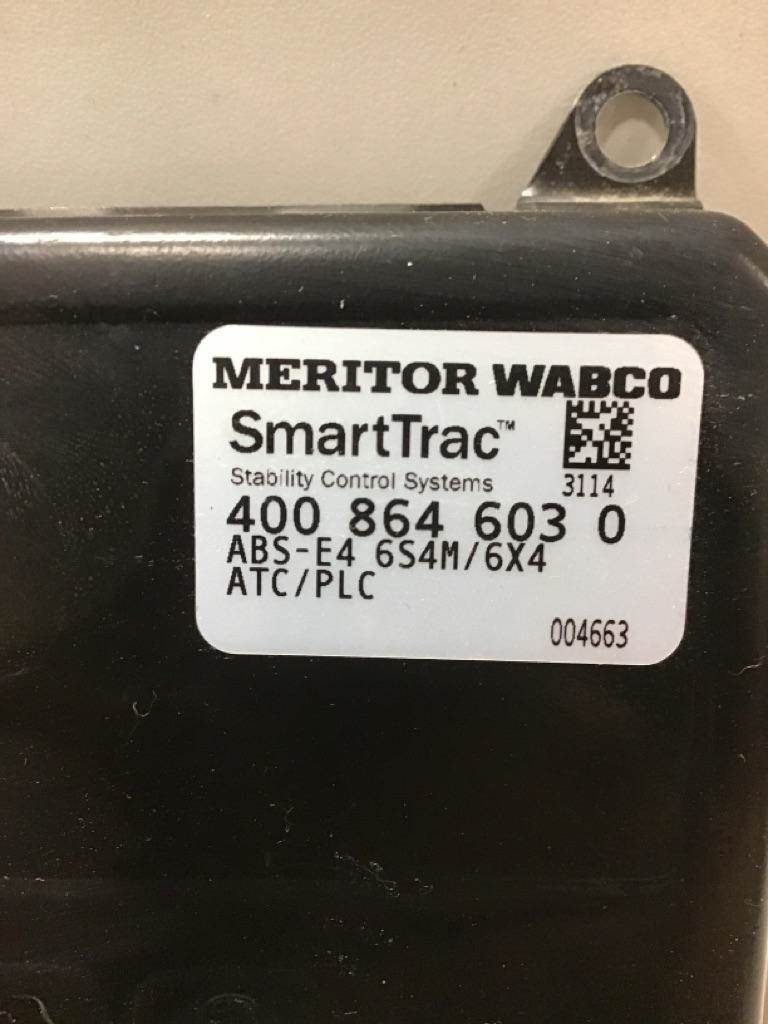 MERITOR WABCO
SmartTrac™
Stability Control Systems
3114
400 864 603 0
ABS-E4 6S4M/6X4
ATC/PLC
004663